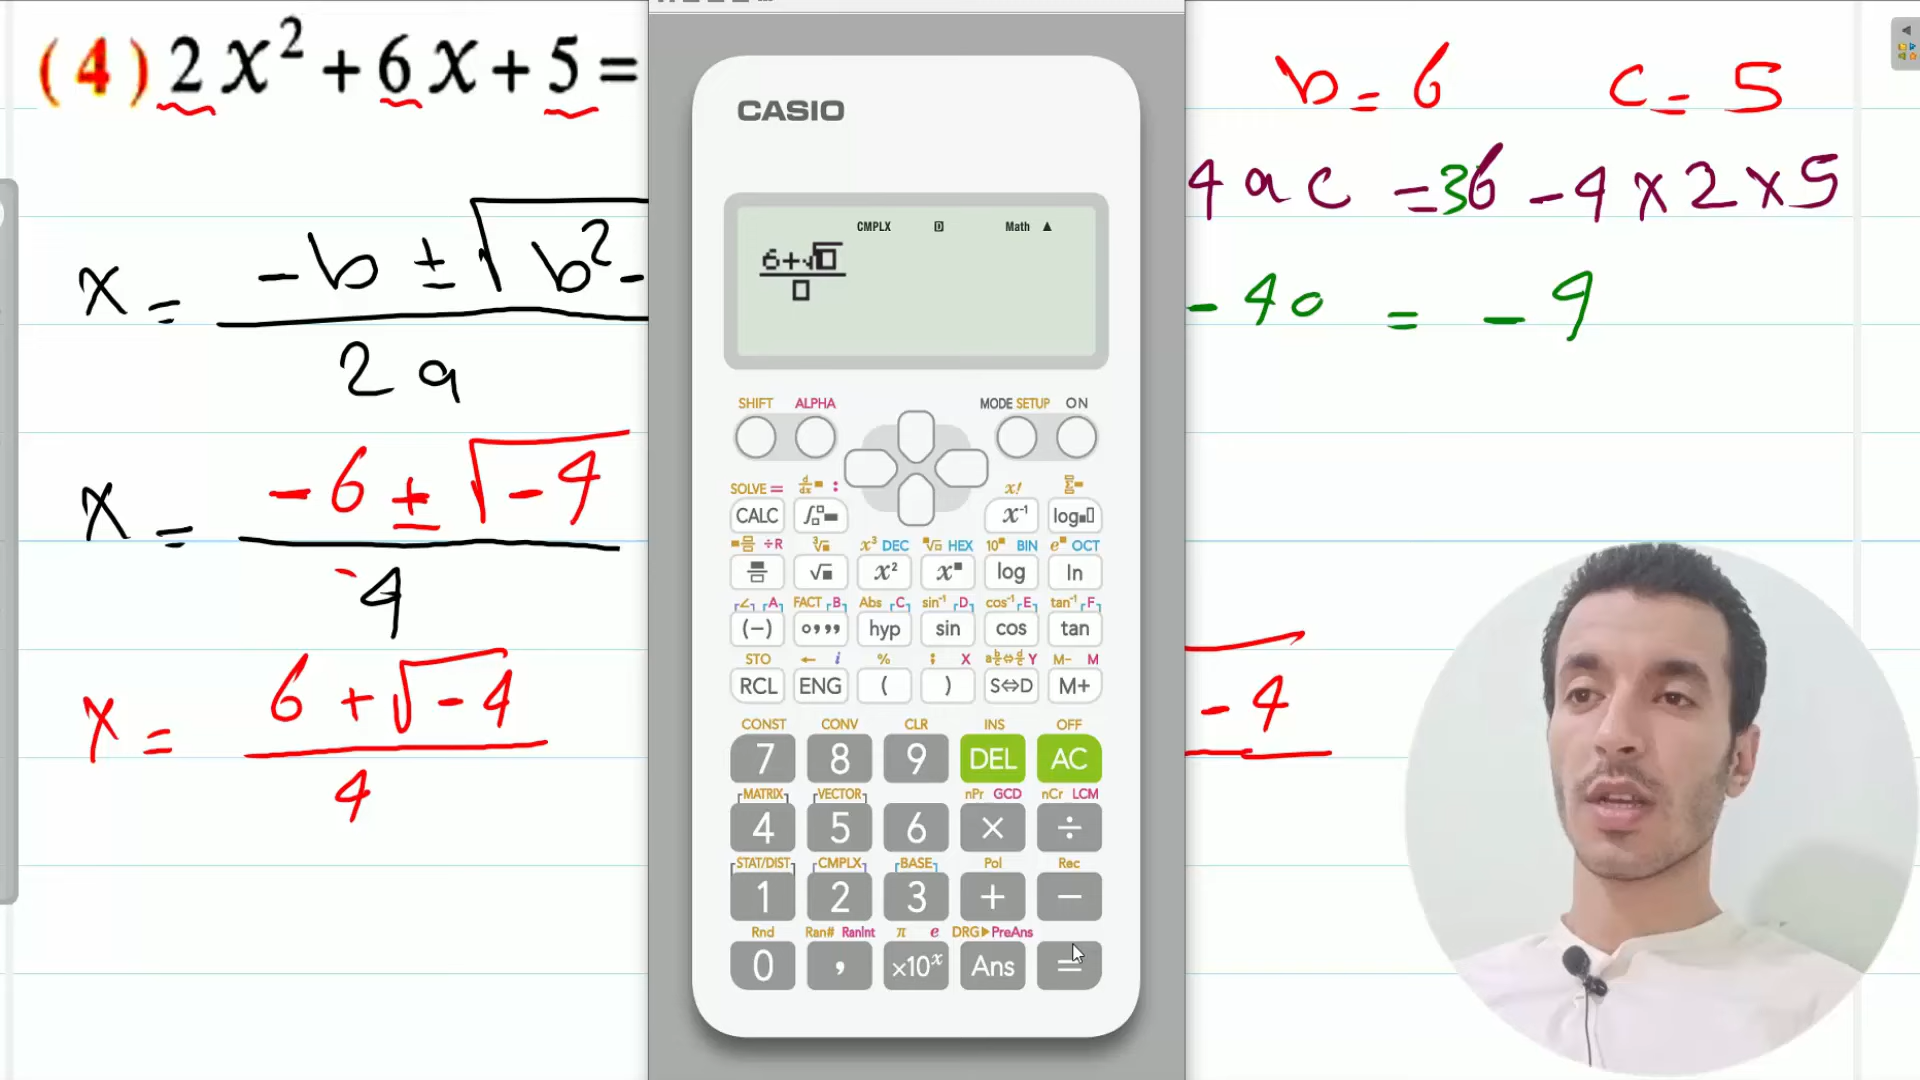 (4) 2x² + 6x + 5 =
b = 6 c = 5
4ac = 36 - 4 × 2 × 5
- 40 = - 4
x = -b ± √b² -
2a
x = -6 ± √-4
4
x = 6 + √-4
4
- 4
CASIO
CMPLX D Math ▲
6+√▯
▯
SHIFT ALPHA MODE SETUP ON
SOLVE = d/dx : x! Σ
CALC ∫ x⁻¹ log
÷R ³√ x³ DEC √ HEX 10 BIN e OCT
√ x² x log ln
∠ A FACT B Abs C sin⁻¹ D cos⁻¹ E tan⁻¹ F
(-) ° , , , hyp sin cos tan
STO ← i % ; X a b/c⇔d/c Y M- M
RCL ENG ( ) S⇔D M+
CONST CONV CLR INS OFF
7 8 9 DEL AC
MATRIX VECTOR nPr GCD nCr LCM
4 5 6 × ÷
STAT/DIST CMPLX BASE Pol Rec
1 2 3 + −
Rnd Ran# RanInt π e DRG▶ PreAns
0 , ×10ˣ Ans =